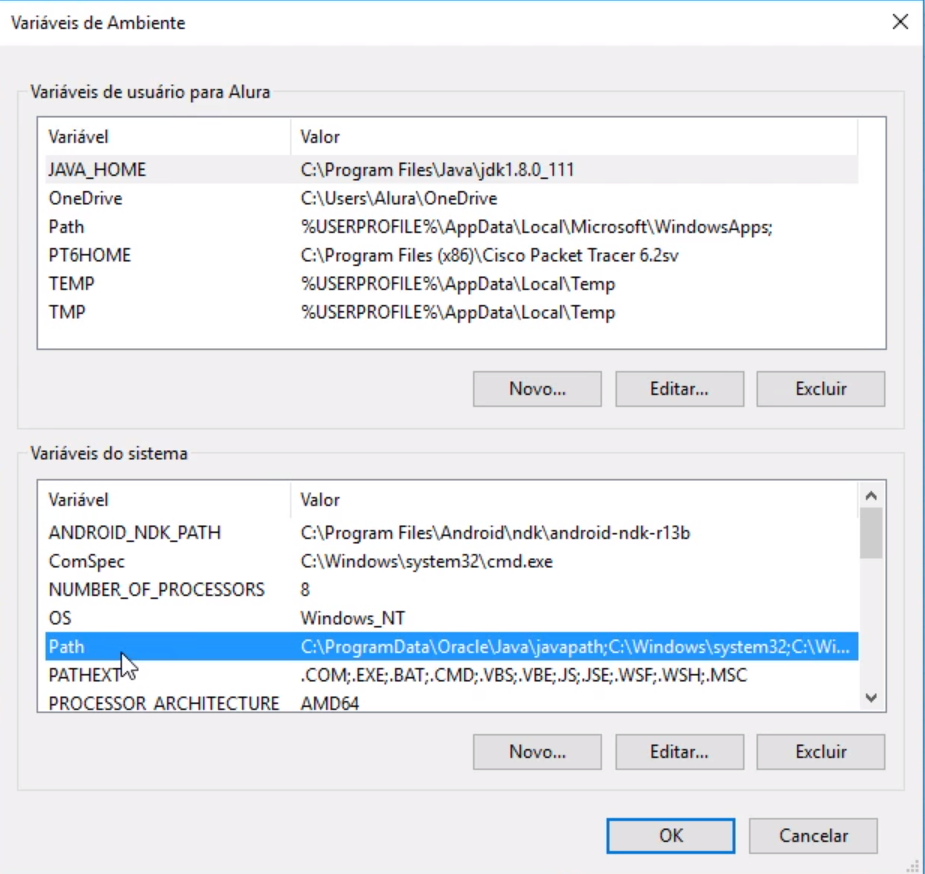 Variáveis de Ambiente
Variáveis de usuário para Alura
Variável Valor
JAVA_HOME C:\Program Files\Java\jdk1.8.0_111
OneDrive C:\Users\Alura\OneDrive
Path %USERPROFILE%\AppData\Local\Microsoft\WindowsApps;
PT6HOME C:\Program Files (x86)\Cisco Packet Tracer 6.2sv
TEMP %USERPROFILE%\AppData\Local\Temp
TMP %USERPROFILE%\AppData\Local\Temp
Novo... Editar... Excluir
Variáveis do sistema
Variável Valor
ANDROID_NDK_PATH C:\Program Files\Android\ndk\android-ndk-r13b
ComSpec C:\Windows\system32\cmd.exe
NUMBER_OF_PROCESSORS 8
OS Windows_NT
Path C:\ProgramData\Oracle\Java\javapath;C:\Windows\system32;C:\Wi...
PATHEXT .COM;.EXE;.BAT;.CMD;.VBS;.VBE;.JS;.JSE;.WSF;.WSH;.MSC
PROCESSOR_ARCHITECTURE AMD64
Novo... Editar... Excluir
OK Cancelar